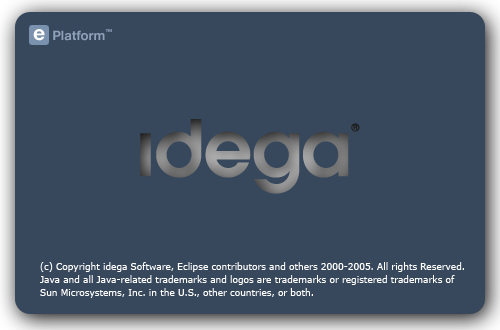 e Platform™
idega®
(c) Copyright idega Software, Eclipse contributors and others 2000-2005. All rights Reserved.
Java and all Java-related trademarks and logos are trademarks or registered trademarks of
Sun Microsystems, Inc. in the U.S., other countries, or both.